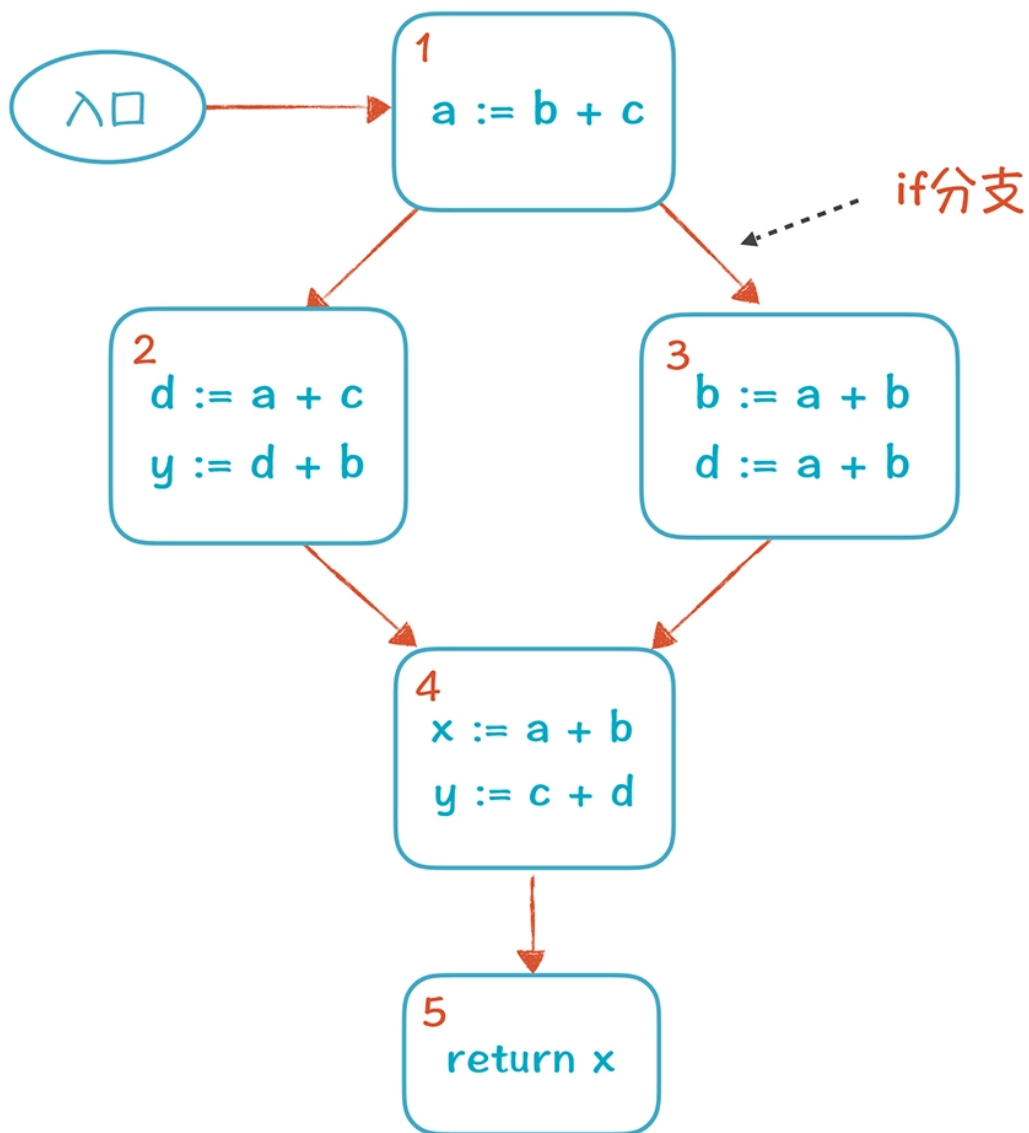 入口
1
a := b + c
if分支
2
d := a + c
y := d + b
3
b := a + b
d := a + b
4
x := a + b
y := c + d
5
return x